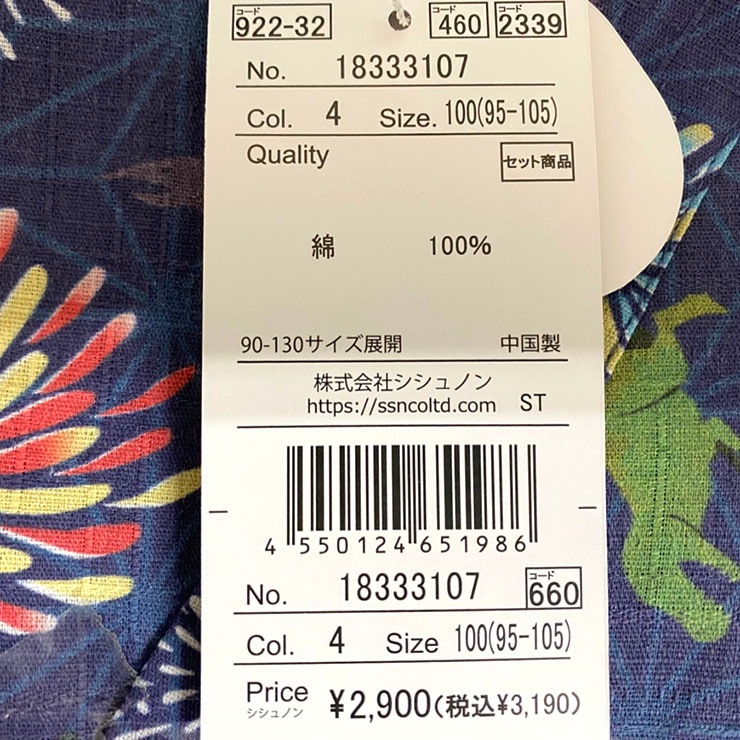 コード 922-32 コード 460 コード 2339
No. 18333107
Col. 4 Size. 100(95-105)
Quality セット商品
綿 100%
90-130サイズ展開 中国製
株式会社シシュノン
https://ssncoltd.com ST
4 550124 651986
No. 18333107 コード 660
Col. 4 Size 100(95-105)
Price シシュノン ¥2,900(税込¥3,190)